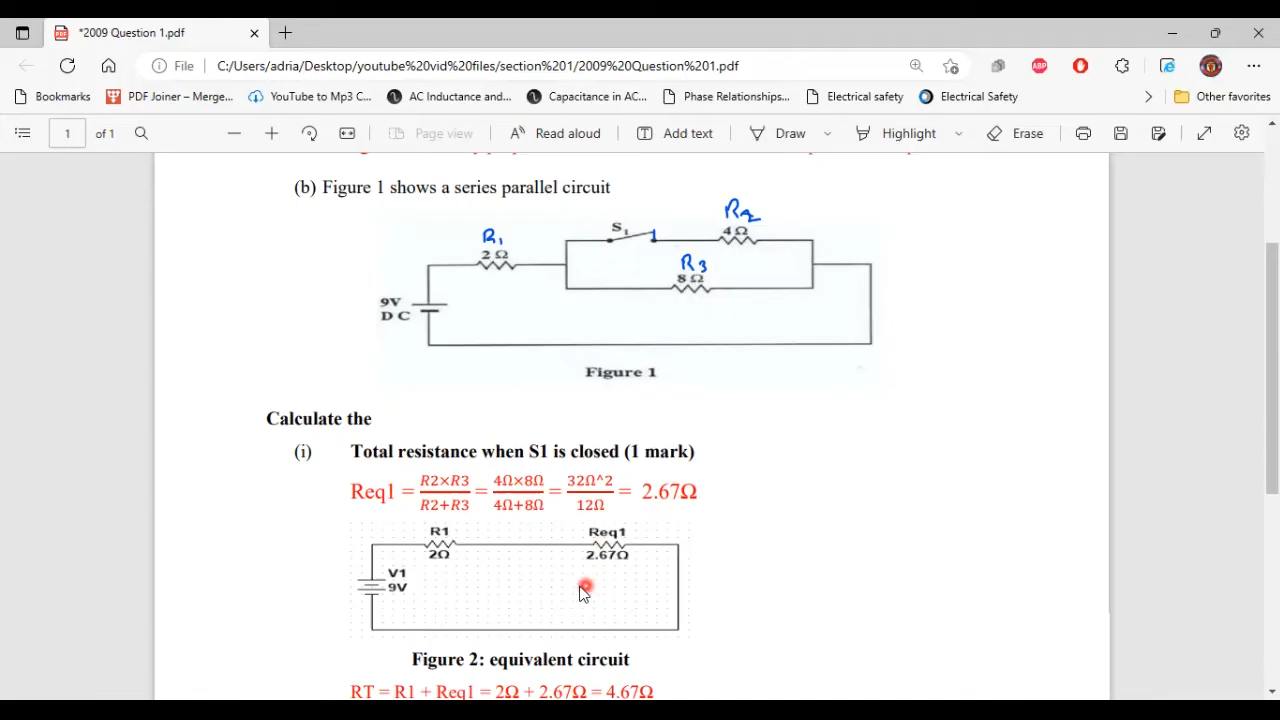 *2009 Question 1.pdf
File C:/Users/adria/Desktop/youtube%20vid%20files/section%201/2009%20Question%201.pdf
ABP
Bookmarks PDF Joiner – Merge... YouTube to Mp3 C... AC Inductance and... Capacitance in AC... Phase Relationships... Electrical safety Electrical Safety Other favorites
1 of 1 Page view Read aloud Add text Draw Highlight Erase
(b) Figure 1 shows a series parallel circuit
R2
S1 4Ω
R1
2Ω
R3
8Ω
9V
D C
Figure 1
Calculate the
(i) Total resistance when S1 is closed (1 mark)
Req1 = R2×R3/R2+R3 = 4Ω×8Ω/4Ω+8Ω = 32Ω^2/12Ω = 2.67Ω
R1 Req1
2Ω 2.67Ω
V1
9V
Figure 2: equivalent circuit
RT = R1 + Req1 = 2Ω + 2.67Ω = 4.67Ω